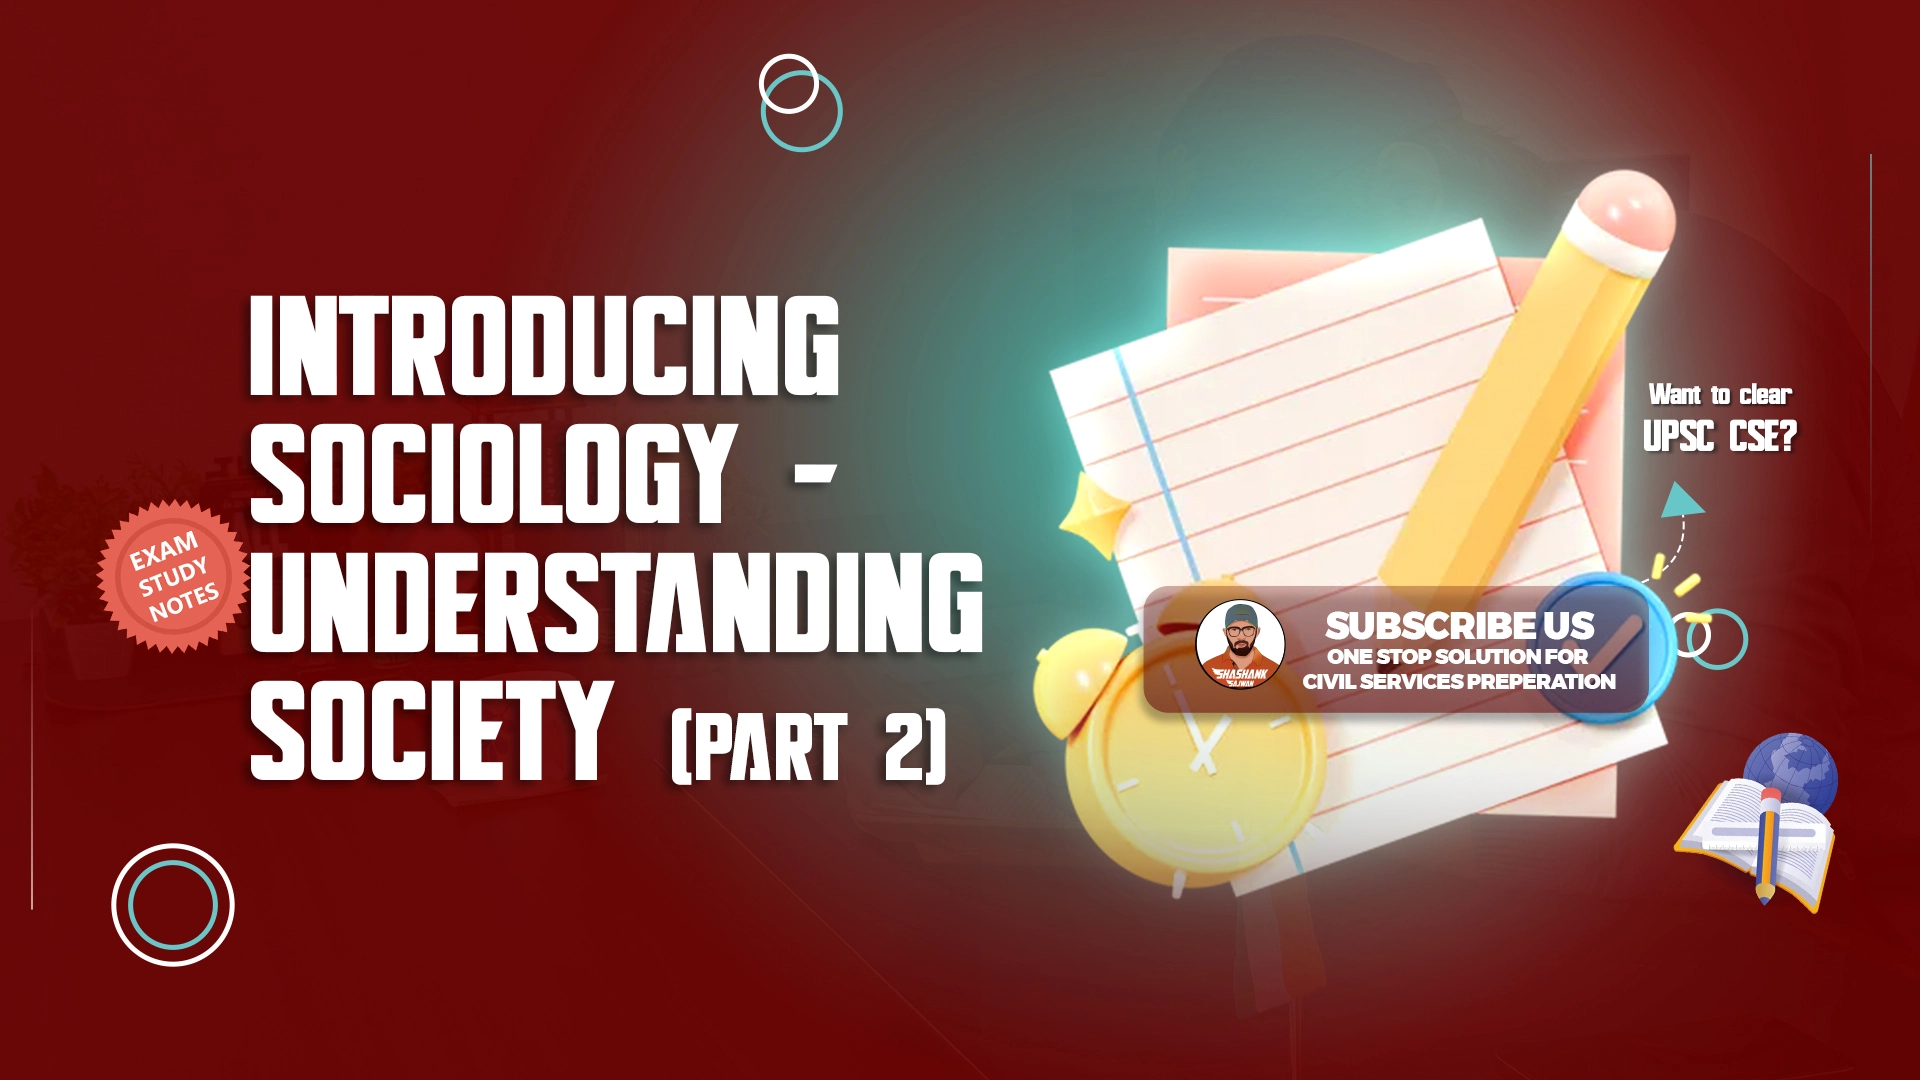 INTRODUCING
SOCIOLOGY -
UNDERSTANDING
SOCIETY (PART 2)
EXAM
STUDY
NOTES
Want to clear
UPSC CSE?
SUBSCRIBE US
ONE STOP SOLUTION FOR
CIVIL SERVICES PREPERATION
SHASHANK
SAJWAN